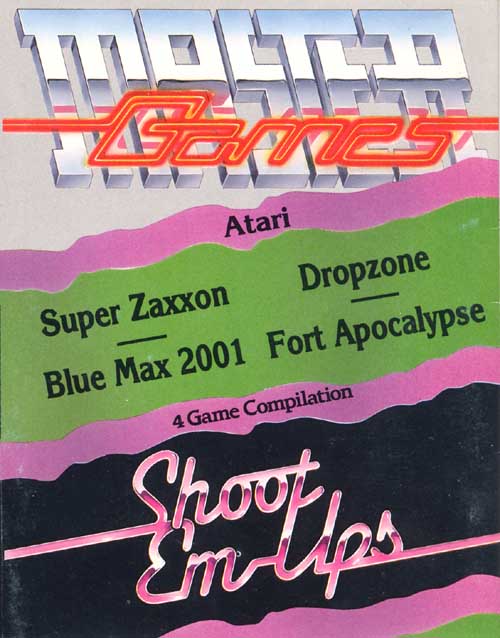 MASTER
Games
Atari
Super Zaxxon
Dropzone
Blue Max 2001
Fort Apocalypse
4 Game Compilation
Shoot
Em-Ups